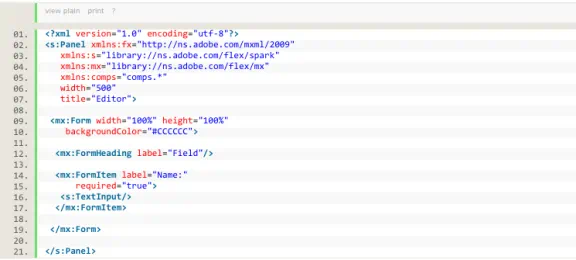 view plain print ?
01. <?xml version="1.0" encoding="utf-8"?>
02. <s:Panel xmlns:fx="http://ns.adobe.com/mxml/2009"
03. xmlns:s="library://ns.adobe.com/flex/spark"
04. xmlns:mx="library://ns.adobe.com/flex/mx"
05. xmlns:comps="comps.*"
06. width="500"
07. title="Editor">
08.
09. <mx:Form width="100%" height="100%"
10. backgroundColor="#CCCCCC">
11.
12. <mx:FormHeading label="Field"/>
13.
14. <mx:FormItem label="Name:"
15. required="true">
16. <s:TextInput/>
17. </mx:FormItem>
18.
19. </mx:Form>
20.
21. </s:Panel>